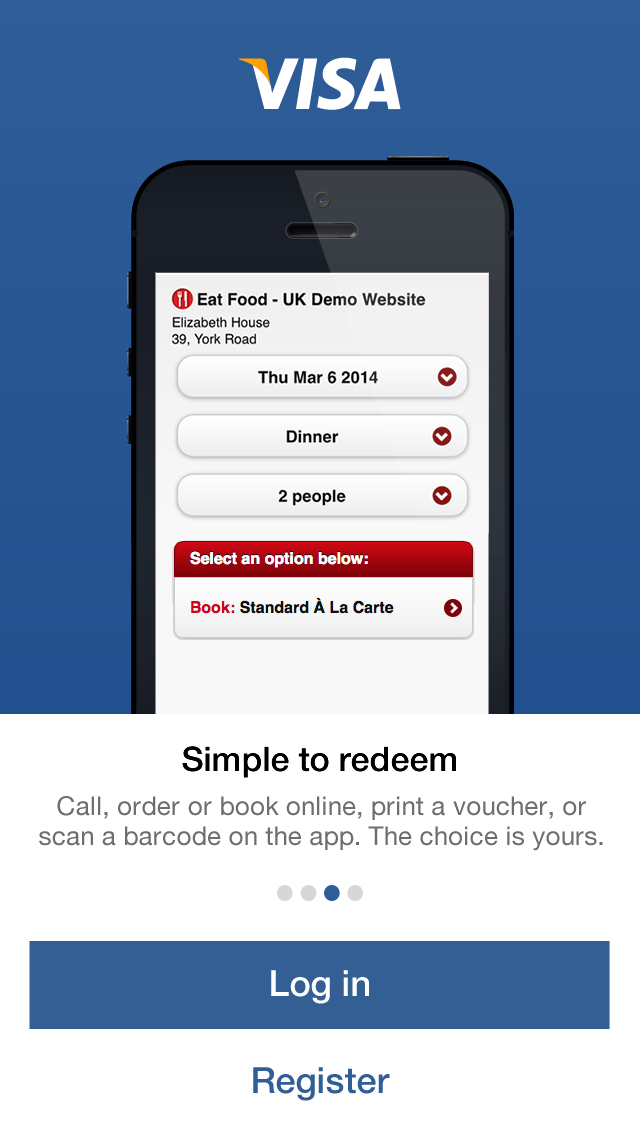 VISA
Eat Food - UK Demo Website
Elizabeth House
39, York Road
Thu Mar 6 2014
Dinner
2 people
Select an option below:
Book: Standard À La Carte
Simple to redeem
Call, order or book online, print a voucher, or
scan a barcode on the app. The choice is yours.
Log in
Register